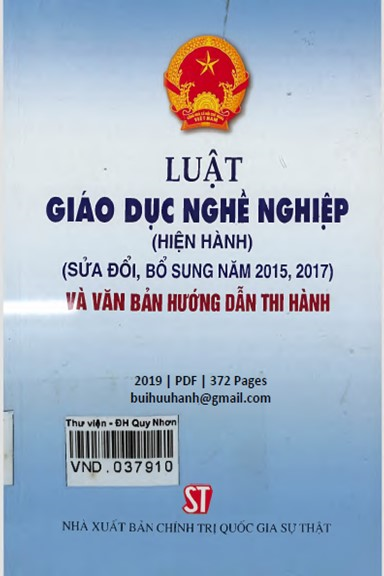 LUẬT
GIÁO DỤC NGHỀ NGHIỆP
(HIỆN HÀNH)
(SỬA ĐỔI, BỔ SUNG NĂM 2015, 2017)
VÀ VĂN BẢN HƯỚNG DẪN THI HÀNH
2019 | PDF | 372 Pages
buihuuhanh@gmail.com
Thư viện - ĐH Quy Nhơn
VND.037910
ST
NHÀ XUẤT BẢN CHÍNH TRỊ QUỐC GIA SỰ THẬT